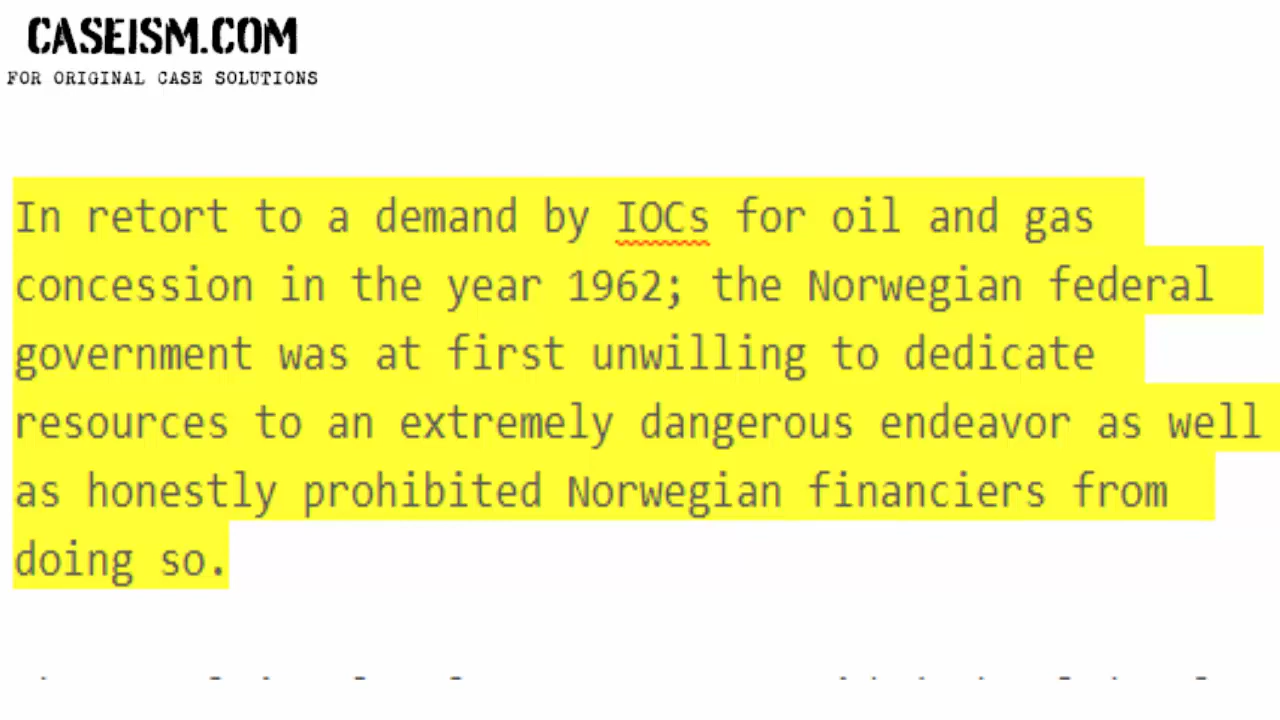 CASEISM.COM
FOR ORIGINAL CASE SOLUTIONS
In retort to a demand by IOCs for oil and gas
concession in the year 1962; the Norwegian federal
government was at first unwilling to dedicate
resources to an extremely dangerous endeavor as well
as honestly prohibited Norwegian financiers from
doing so.